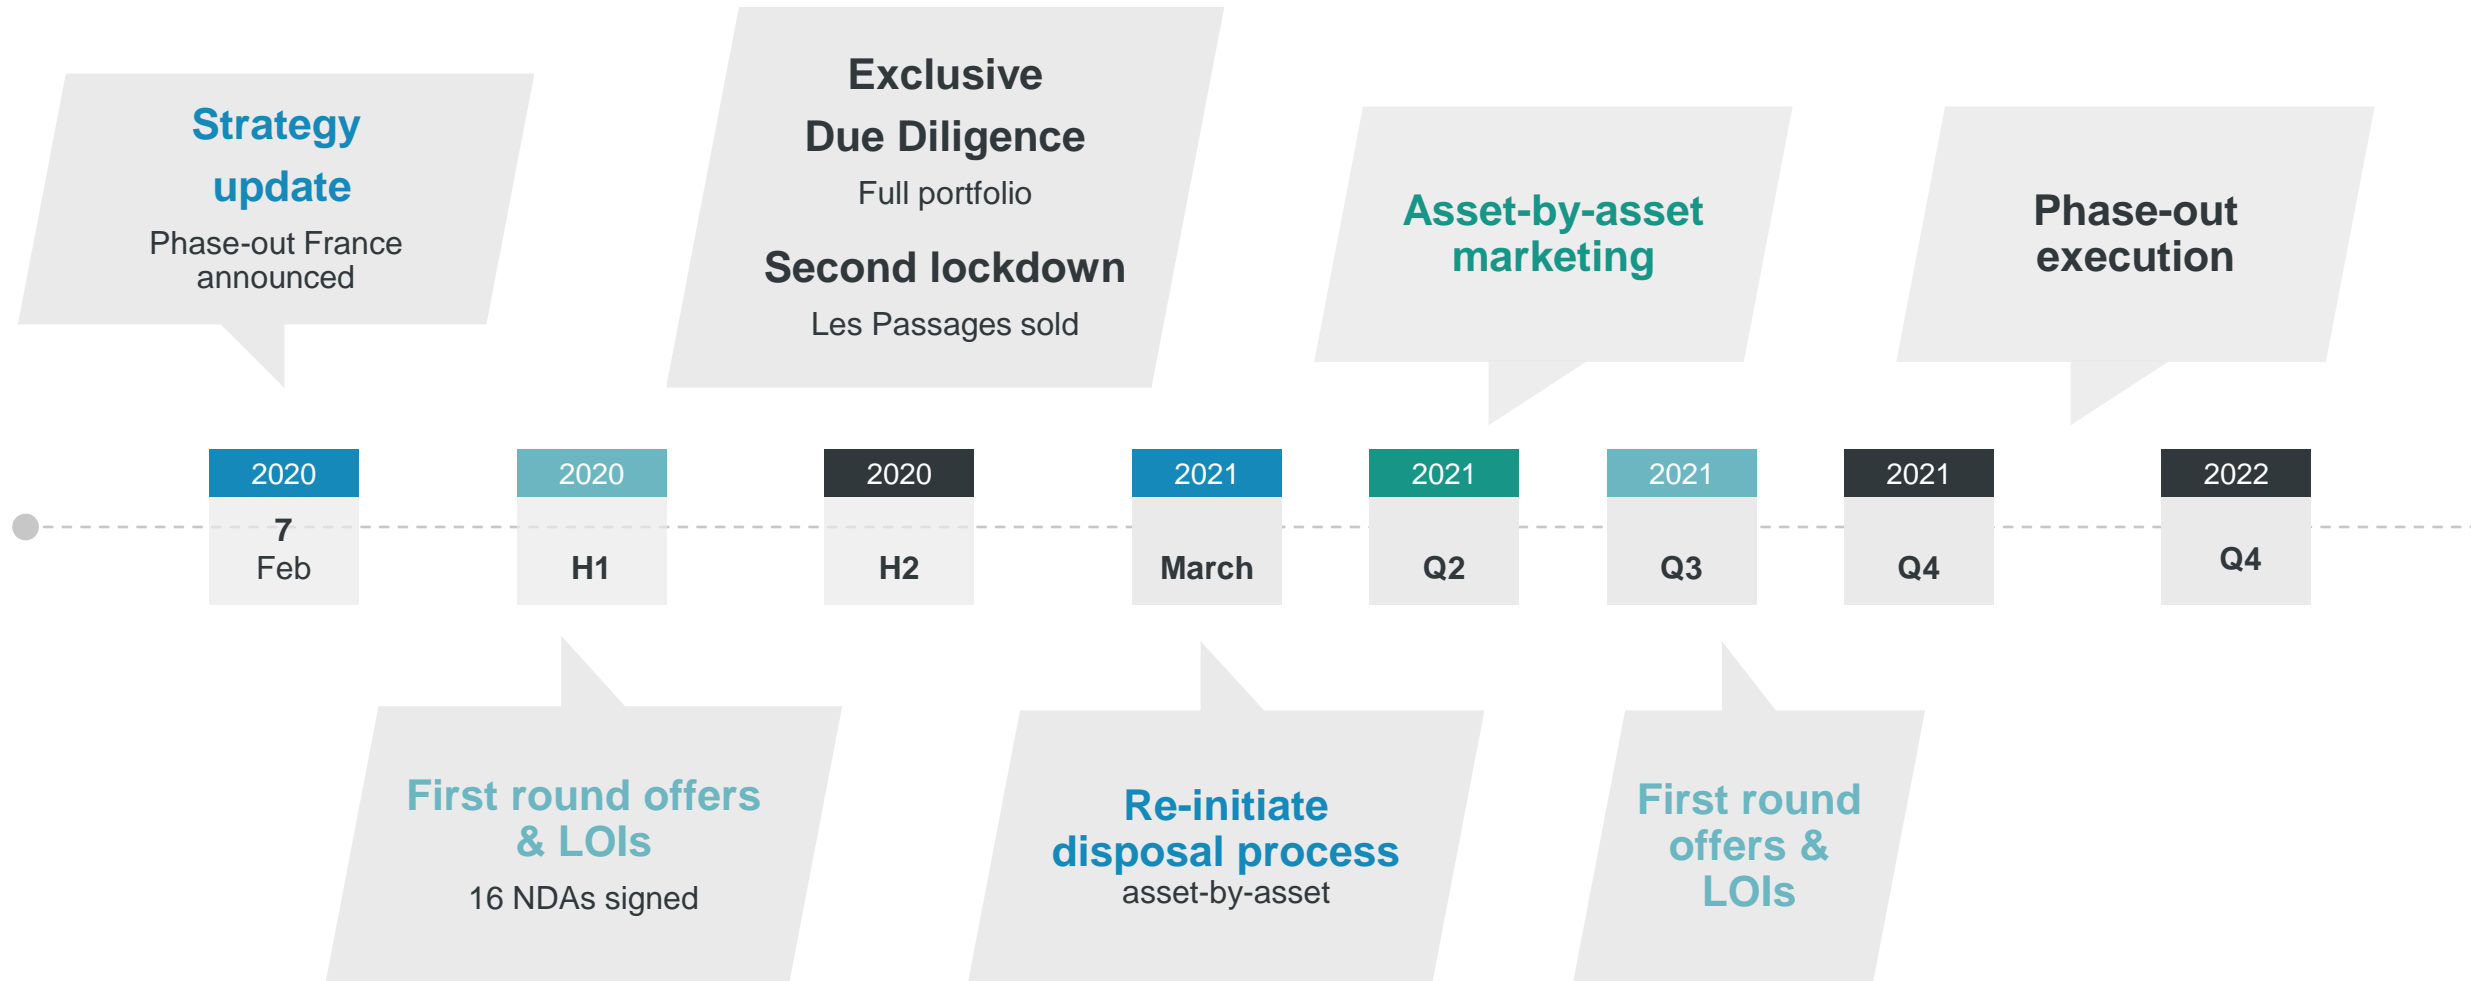 Strategy
update
Phase-out France
announced
Exclusive
Due Diligence
Full portfolio
Second lockdown
Les Passages sold
Asset-by-asset
marketing
Phase-out
execution
2020
7
Feb
2020
H1
2020
H2
2021
March
2021
Q2
2021
Q3
2021
Q4
2022
Q4
First round offers
& LOIs
16 NDAs signed
Re-initiate
disposal process
asset-by-asset
First round
offers &
LOIs